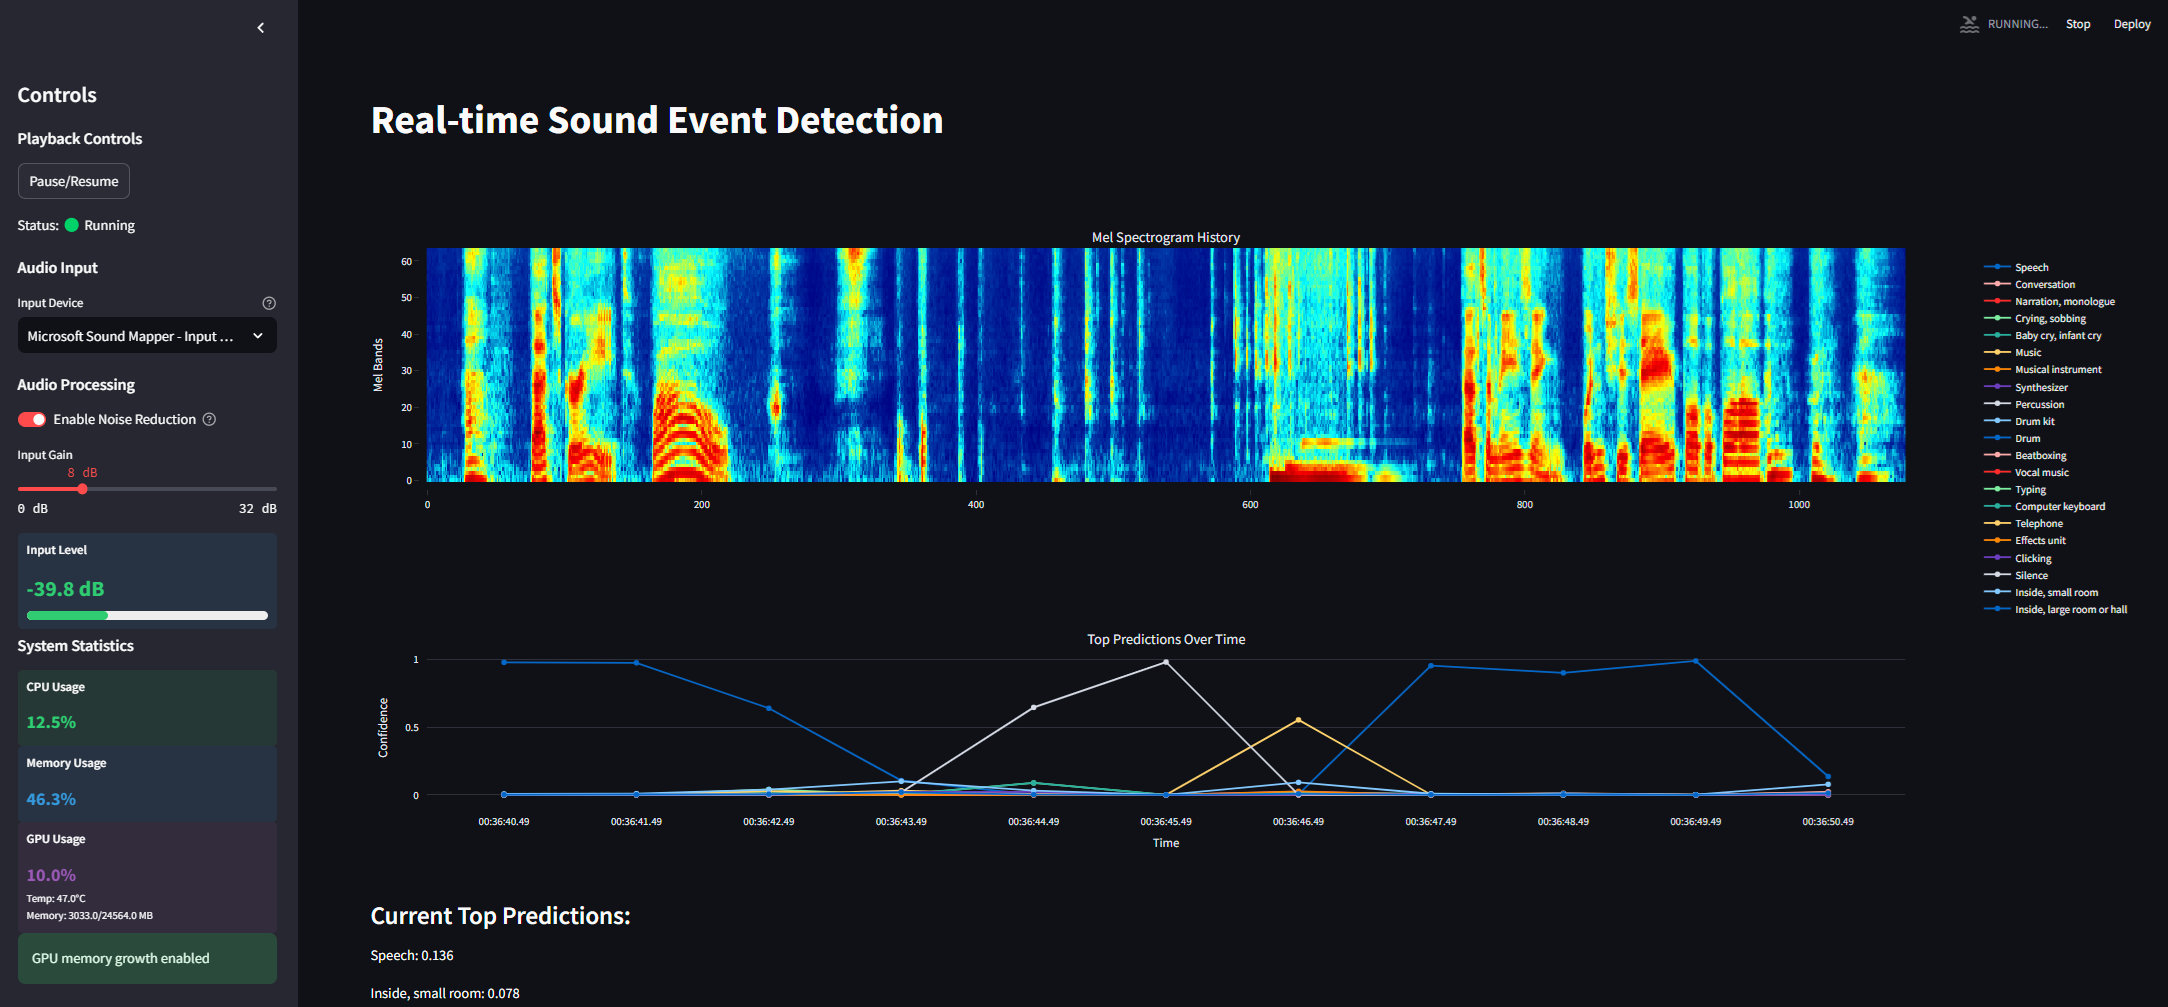 RUNNING...
Stop
Deploy
Controls
Playback Controls
Pause/Resume
Status: Running
Audio Input
Input Device
Microsoft Sound Mapper - Input ...
Audio Processing
Enable Noise Reduction
Input Gain
8 dB
0 dB 32 dB
Input Level
-39.8 dB
System Statistics
CPU Usage
12.5%
Memory Usage
46.3%
GPU Usage
10.0%
Temp: 47.0°C
Memory: 3033.0/24564.0 MB
GPU memory growth enabled
Real-time Sound Event Detection
Mel Spectrogram History
Mel Bands
60
50
40
30
20
10
0
0 200 400 600 800 1000
Speech
Conversation
Narration, monologue
Crying, sobbing
Baby cry, infant cry
Music
Musical instrument
Synthesizer
Percussion
Drum kit
Drum
Beatboxing
Vocal music
Typing
Computer keyboard
Telephone
Effects unit
Clicking
Silence
Inside, small room
Inside, large room or hall
Top Predictions Over Time
Confidence
1
0.5
0
00:36:40.49 00:36:41.49 00:36:42.49 00:36:43.49 00:36:44.49 00:36:45.49 00:36:46.49 00:36:47.49 00:36:48.49 00:36:49.49 00:36:50.49
Time
Current Top Predictions:
Speech: 0.136
Inside, small room: 0.078